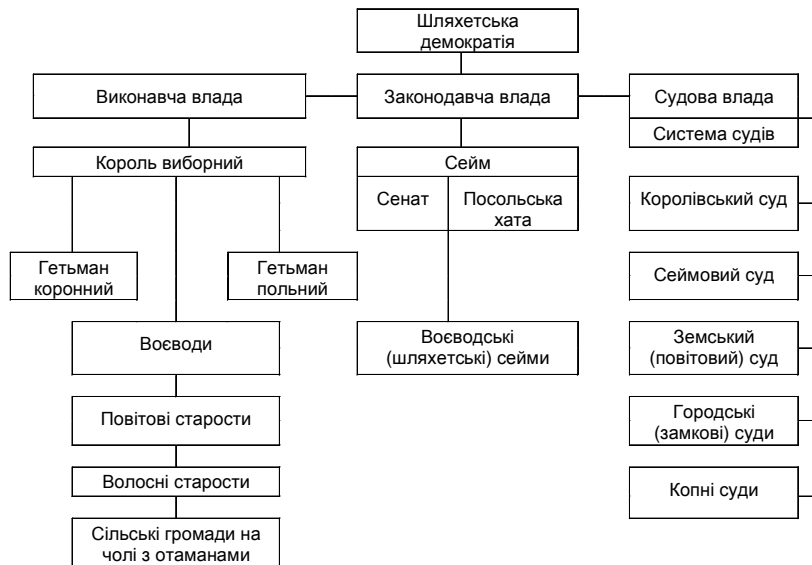 Шляхетська
демократія
Виконавча влада
Законодавча влада
Судова влада
Система судів
Король виборний
Сейм
Сенат
Посольська
хата
Королівський суд
Гетьман
коронний
Гетьман
польний
Сеймовий суд
Воєводи
Воєводські
(шляхетські) сейми
Земський
(повітовий) суд
Повітові старости
Городські
(замкові) суди
Волосні старости
Копні суди
Сільські громади на
чолі з отаманами